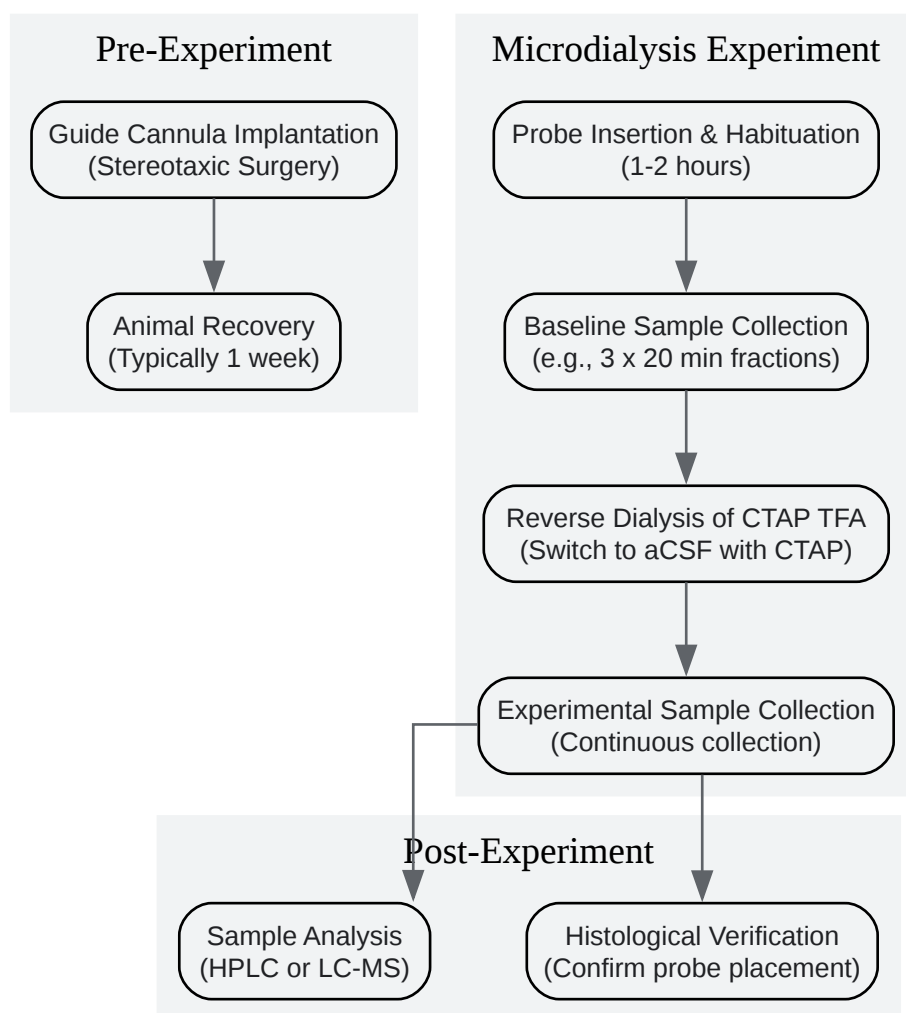 Pre-Experiment
Guide Cannula Implantation
(Stereotaxic Surgery)
Animal Recovery
(Typically 1 week)
Microdialysis Experiment
Probe Insertion & Habituation
(1-2 hours)
Baseline Sample Collection
(e.g., 3 x 20 min fractions)
Reverse Dialysis of CTAP TFA
(Switch to aCSF with CTAP)
Experimental Sample Collection
(Continuous collection)
Post-Experiment
Sample Analysis
(HPLC or LC-MS)
Histological Verification
(Confirm probe placement)